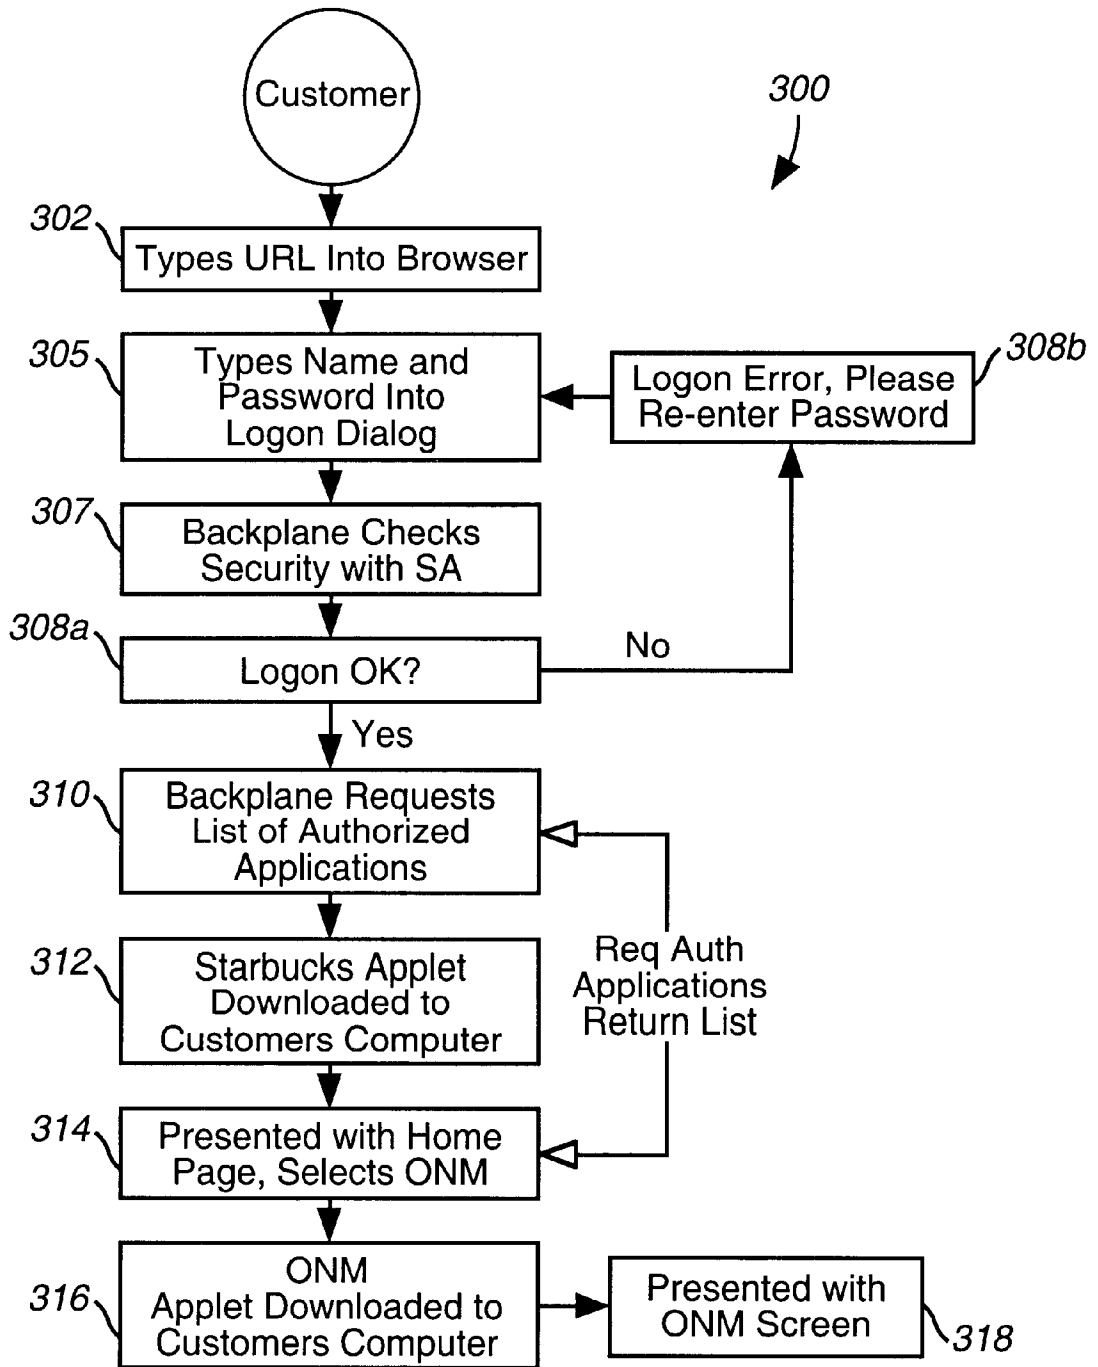 Customer
300
302
Types URL Into Browser
305
Types Name and
Password Into
Logon Dialog
308b
Logon Error, Please
Re-enter Password
307
Backplane Checks
Security with SA
308a
Logon OK?
No
Yes
310
Backplane Requests
List of Authorized
Applications
Req Auth
Applications
Return List
312
Starbucks Applet
Downloaded to
Customers Computer
314
Presented with Home
Page, Selects ONM
316
ONM
Applet Downloaded to
Customers Computer
Presented with
ONM Screen
318